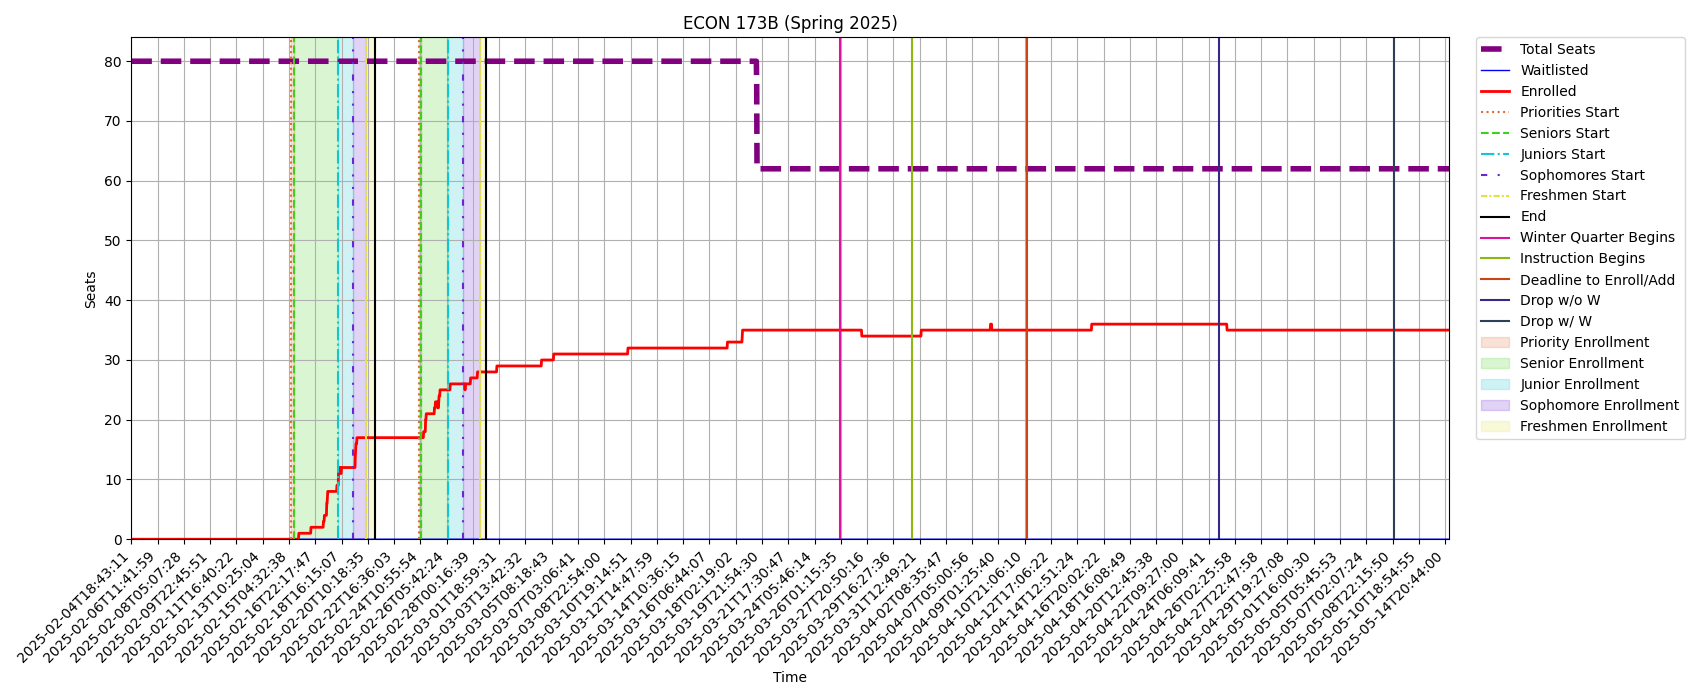 ECON 173B (Spring 2025)
Seats
80
70
60
50
40
30
20
10
0
2025-02-04T18:43:11
2025-02-06T11:41:59
2025-02-08T05:07:28
2025-02-09T22:45:51
2025-02-11T16:40:22
2025-02-13T10:25:04
2025-02-15T04:32:38
2025-02-16T22:17:47
2025-02-18T16:15:07
2025-02-20T10:18:35
2025-02-22T16:36:03
2025-02-24T10:55:54
2025-02-26T05:42:24
2025-02-28T00:16:39
2025-03-01T18:59:31
2025-03-03T13:42:32
2025-03-05T08:18:43
2025-03-07T03:06:41
2025-03-08T22:54:00
2025-03-10T19:14:51
2025-03-12T14:47:59
2025-03-14T10:36:15
2025-03-16T06:44:07
2025-03-18T02:19:02
2025-03-19T21:54:30
2025-03-21T17:30:47
2025-03-24T05:46:14
2025-03-26T01:15:35
2025-03-27T20:50:16
2025-03-29T16:27:36
2025-03-31T12:49:21
2025-04-02T08:35:47
2025-04-07T05:00:56
2025-04-09T01:25:40
2025-04-10T21:06:10
2025-04-12T17:06:22
2025-04-14T12:51:24
2025-04-16T20:02:22
2025-04-18T16:08:49
2025-04-20T12:45:38
2025-04-22T09:27:00
2025-04-24T06:09:41
2025-04-26T02:25:58
2025-04-27T22:47:58
2025-04-29T19:27:08
2025-05-01T16:00:30
2025-05-05T05:45:53
2025-05-07T02:07:24
2025-05-08T22:15:50
2025-05-10T18:54:55
2025-05-14T20:44:00
Time
Total Seats
Waitlisted
Enrolled
Priorities Start
Seniors Start
Juniors Start
Sophomores Start
Freshmen Start
End
Winter Quarter Begins
Instruction Begins
Deadline to Enroll/Add
Drop w/o W
Drop w/ W
Priority Enrollment
Senior Enrollment
Junior Enrollment
Sophomore Enrollment
Freshmen Enrollment